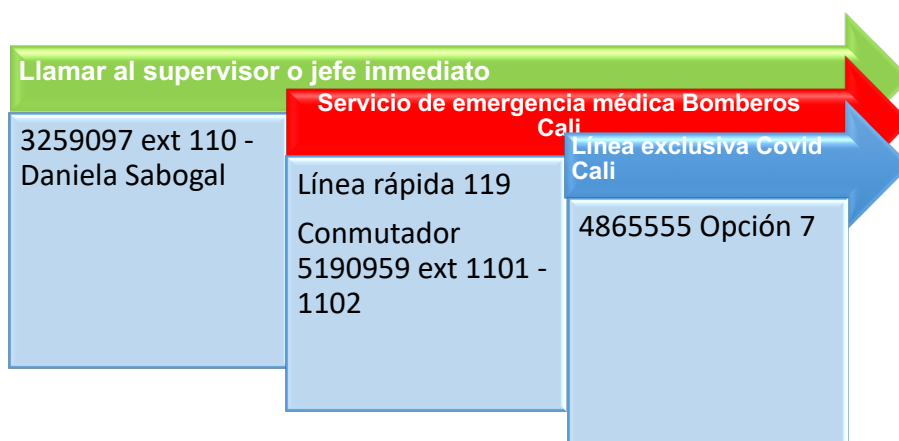 Llamar al supervisor o jefe inmediato
3259097 ext 110 -
Daniela Sabogal
Servicio de emergencia médica Bomberos
Cali
Línea rápida 119
Conmutador
5190959 ext 1101 -
1102
Línea exclusiva Covid
Cali
4865555 Opción 7